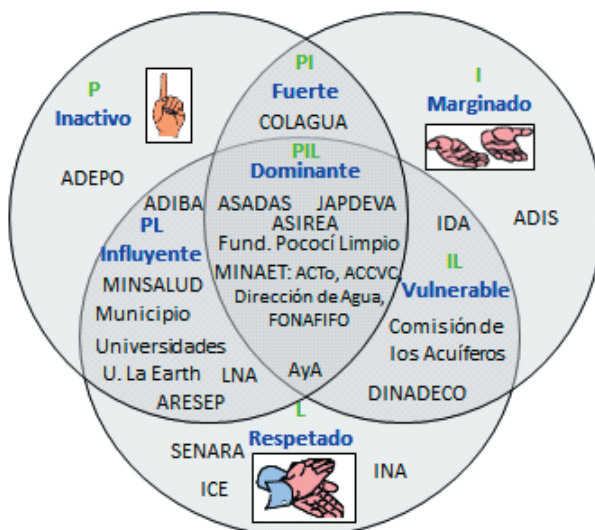 P
Inactivo
ADEPO
PI
Fuerte
COLAGUA
I
Marginado
ADIS
PIL
Dominante
ASADAS JAPDEVA
ASIREA
Fund. Pococí Limpio
MINAET: ACTo, ACCVC,
Dirección de Agua,
FONAFIFO
AyA
ADIBA
PL
Influyente
MINSALUD
Municipio
Universidades
U. La Earth
LNA
ARESEP
IDA
IL
Vulnerable
Comisión de
los Acuíferos
DINADECO
L
Respetado
SENARA
ICE
INA